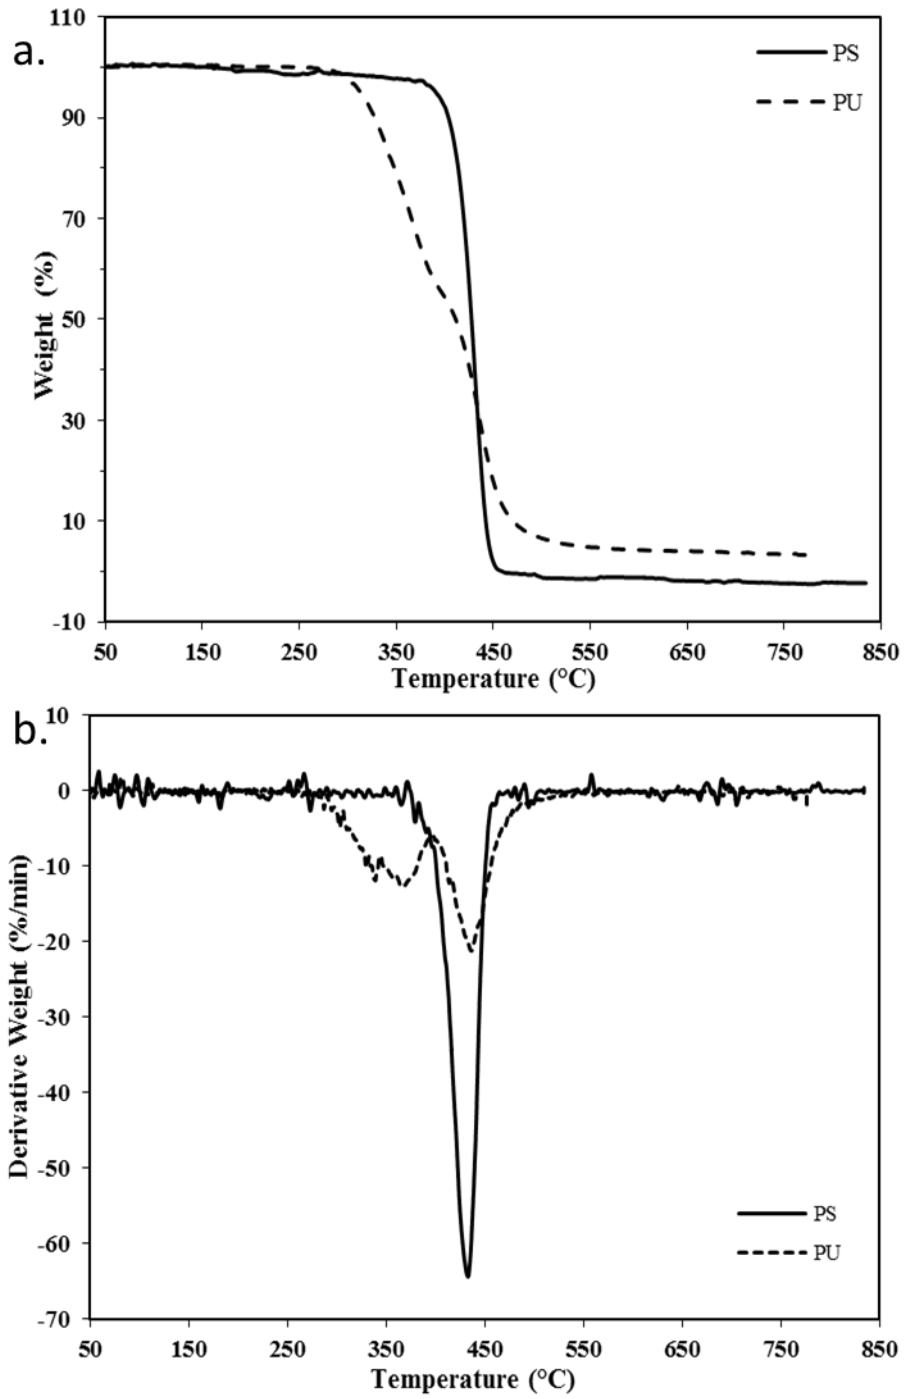 a.
110
90
70
50
30
10
-10
Weight (%)
PS
PU
50 150 250 350 450 550 650 750 850
Temperature (°C)
b.
10
0
-10
-20
-30
-40
-50
-60
-70
Derivative Weight (%/min)
PS
PU
50 150 250 350 450 550 650 750 850
Temperature (°C)